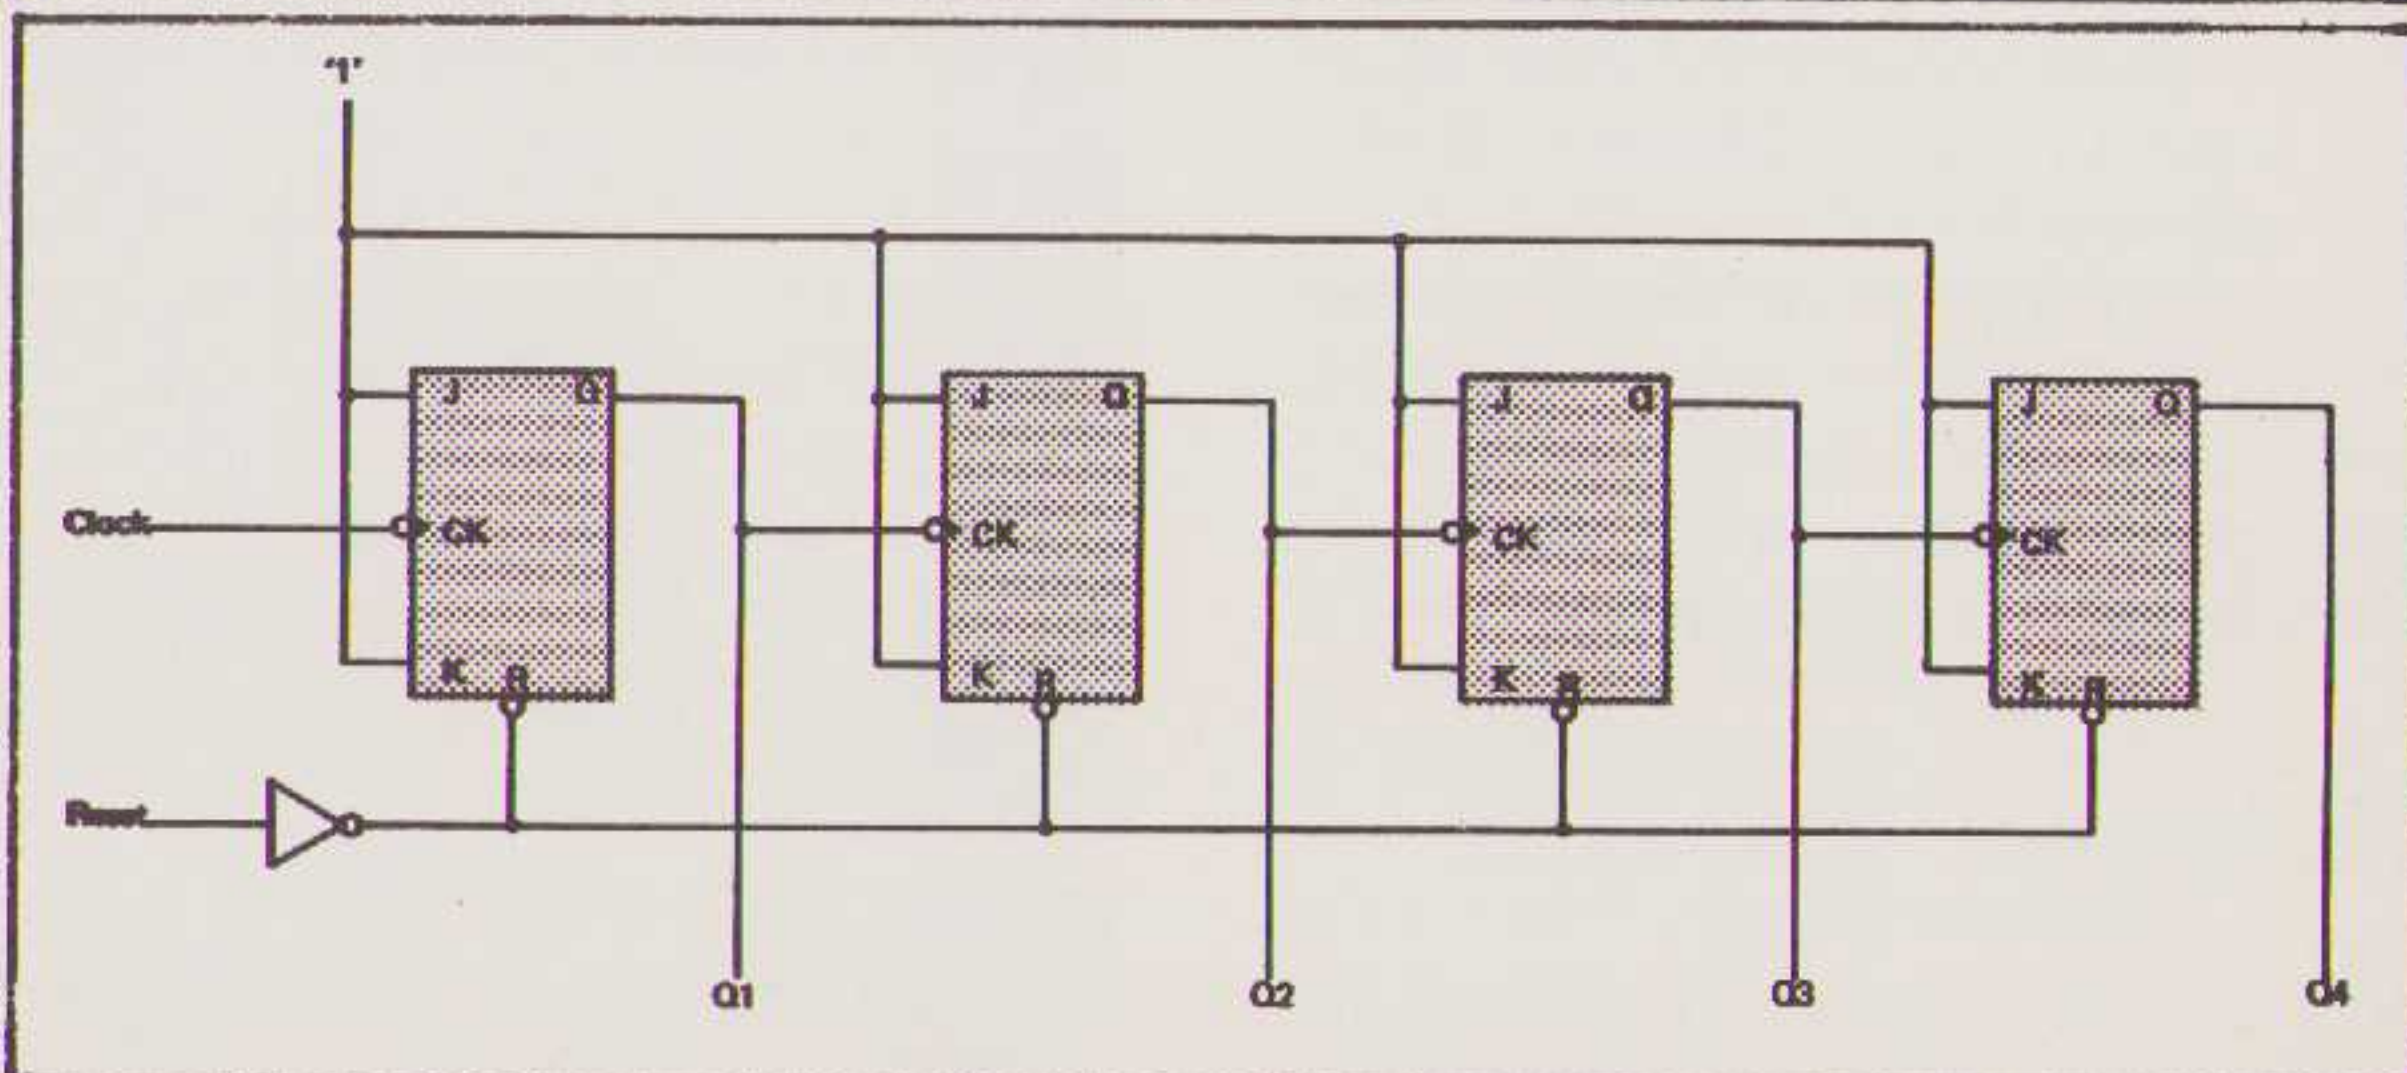 '1'
J Q J Q J Q J Q
Clock CK CK CK CK
K R K R K R K R
Reset
Q1 Q2 Q3 Q4